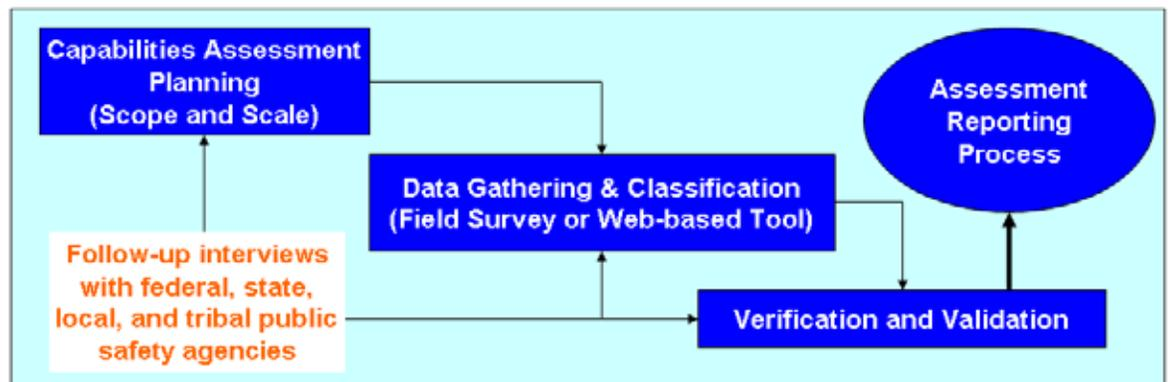 Capabilities Assessment
Planning
(Scope and Scale)
Assessment
Reporting
Process
Data Gathering & Classification
(Field Survey or Web-based Tool)
Follow-up interviews
with federal, state,
local, and tribal public
safety agencies
Verification and Validation